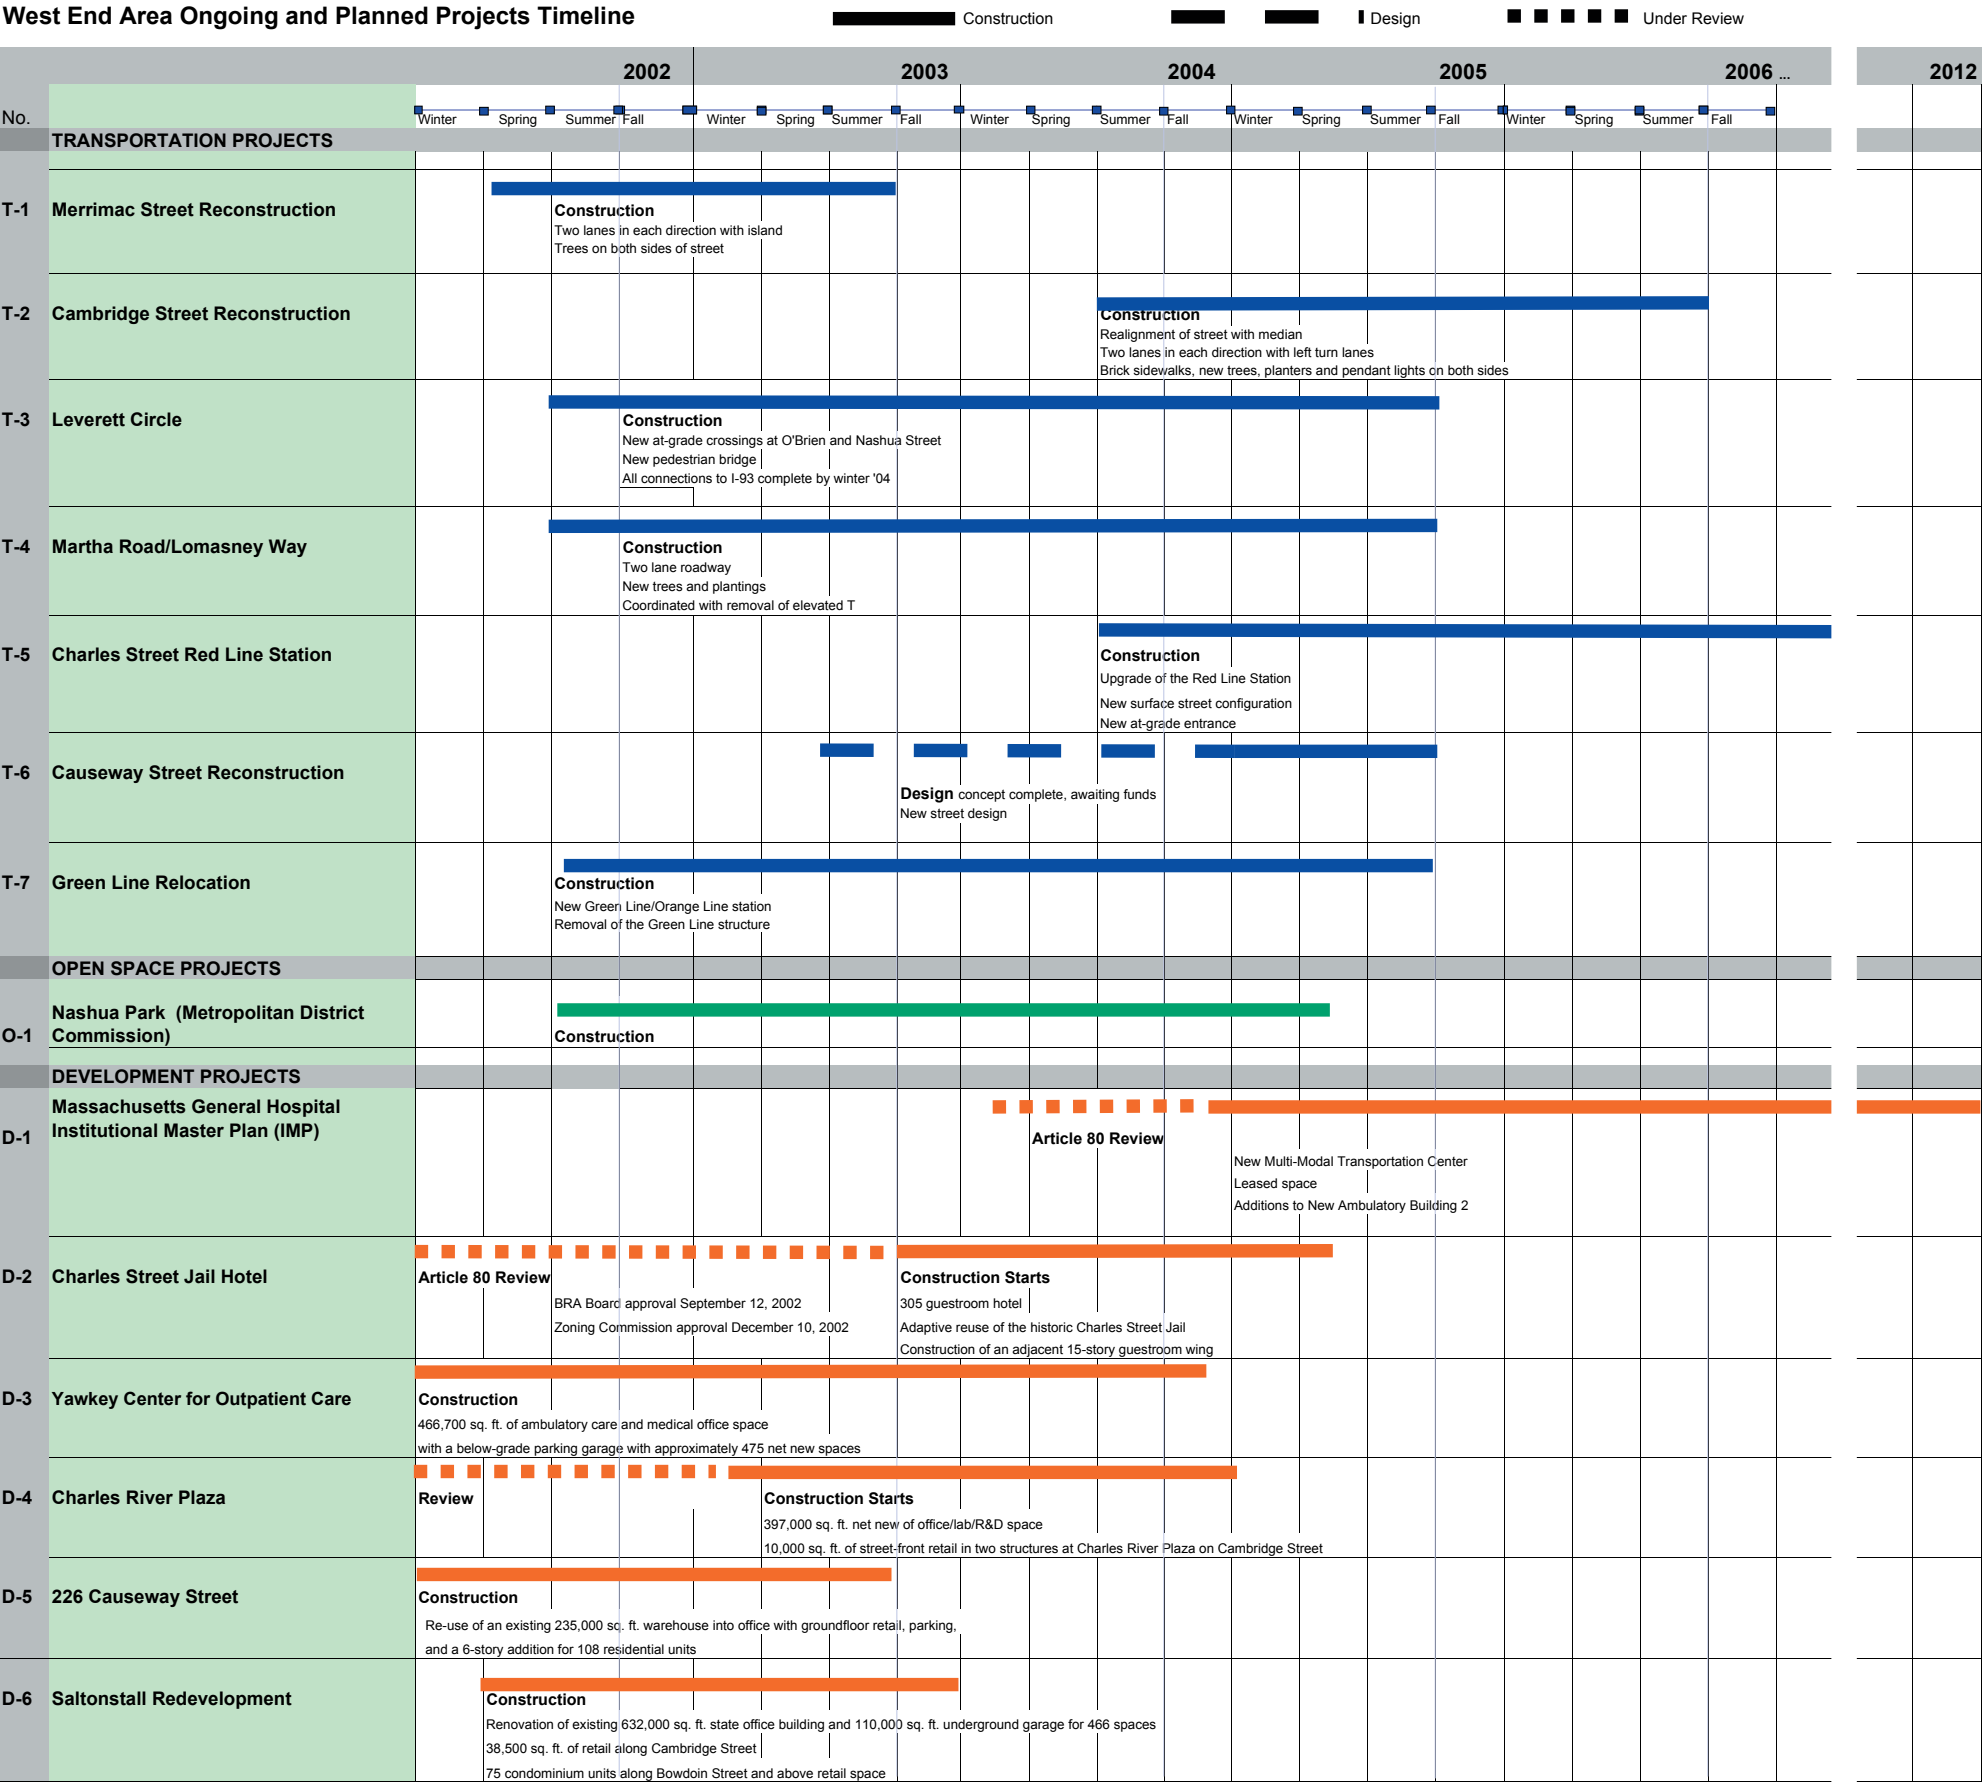 West End Area Ongoing and Planned Projects Timeline
Construction
Design
Under Review
2002 2003 2004 2005 2006 ... 2012
No.
Winter Spring Summer Fall Winter Spring Summer Fall Winter Spring Summer Fall Winter Spring Summer Fall Winter Spring Summer Fall
TRANSPORTATION PROJECTS
T-1 Merrimac Street Reconstruction
Construction
Two lanes in each direction with island
Trees on both sides of street
T-2 Cambridge Street Reconstruction
Construction
Realignment of street with median
Two lanes in each direction with left turn lanes
Brick sidewalks, new trees, planters and pendant lights on both sides
T-3 Leverett Circle
Construction
New at-grade crossings at O'Brien and Nashua Street
New pedestrian bridge
All connections to I-93 complete by winter '04
T-4 Martha Road/Lomasney Way
Construction
Two lane roadway
New trees and plantings
Coordinated with removal of elevated T
T-5 Charles Street Red Line Station
Construction
Upgrade of the Red Line Station
New surface street configuration
New at-grade entrance
T-6 Causeway Street Reconstruction
Design concept complete, awaiting funds
New street design
T-7 Green Line Relocation
Construction
New Green Line/Orange Line station
Removal of the Green Line structure
OPEN SPACE PROJECTS
Nashua Park (Metropolitan District
O-1 Commission)
Construction
DEVELOPMENT PROJECTS
Massachusetts General Hospital
Institutional Master Plan (IMP)
D-1
Article 80 Review
New Multi-Modal Transportation Center
Leased space
Additions to New Ambulatory Building 2
D-2 Charles Street Jail Hotel
Article 80 Review
BRA Board approval September 12, 2002
Zoning Commission approval December 10, 2002
Construction Starts
305 guestroom hotel
Adaptive reuse of the historic Charles Street Jail
Construction of an adjacent 15-story guestroom wing
D-3 Yawkey Center for Outpatient Care
Construction
466,700 sq. ft. of ambulatory care and medical office space
with a below-grade parking garage with approximately 475 net new spaces
D-4 Charles River Plaza
Review
Construction Starts
397,000 sq. ft. net new of office/lab/R&D space
10,000 sq. ft. of street-front retail in two structures at Charles River Plaza on Cambridge Street
D-5 226 Causeway Street
Construction
Re-use of an existing 235,000 sq. ft. warehouse into office with groundfloor retail, parking,
and a 6-story addition for 108 residential units
D-6 Saltonstall Redevelopment
Construction
Renovation of existing 632,000 sq. ft. state office building and 110,000 sq. ft. underground garage for 466 spaces
38,500 sq. ft. of retail along Cambridge Street
75 condominium units along Bowdoin Street and above retail space